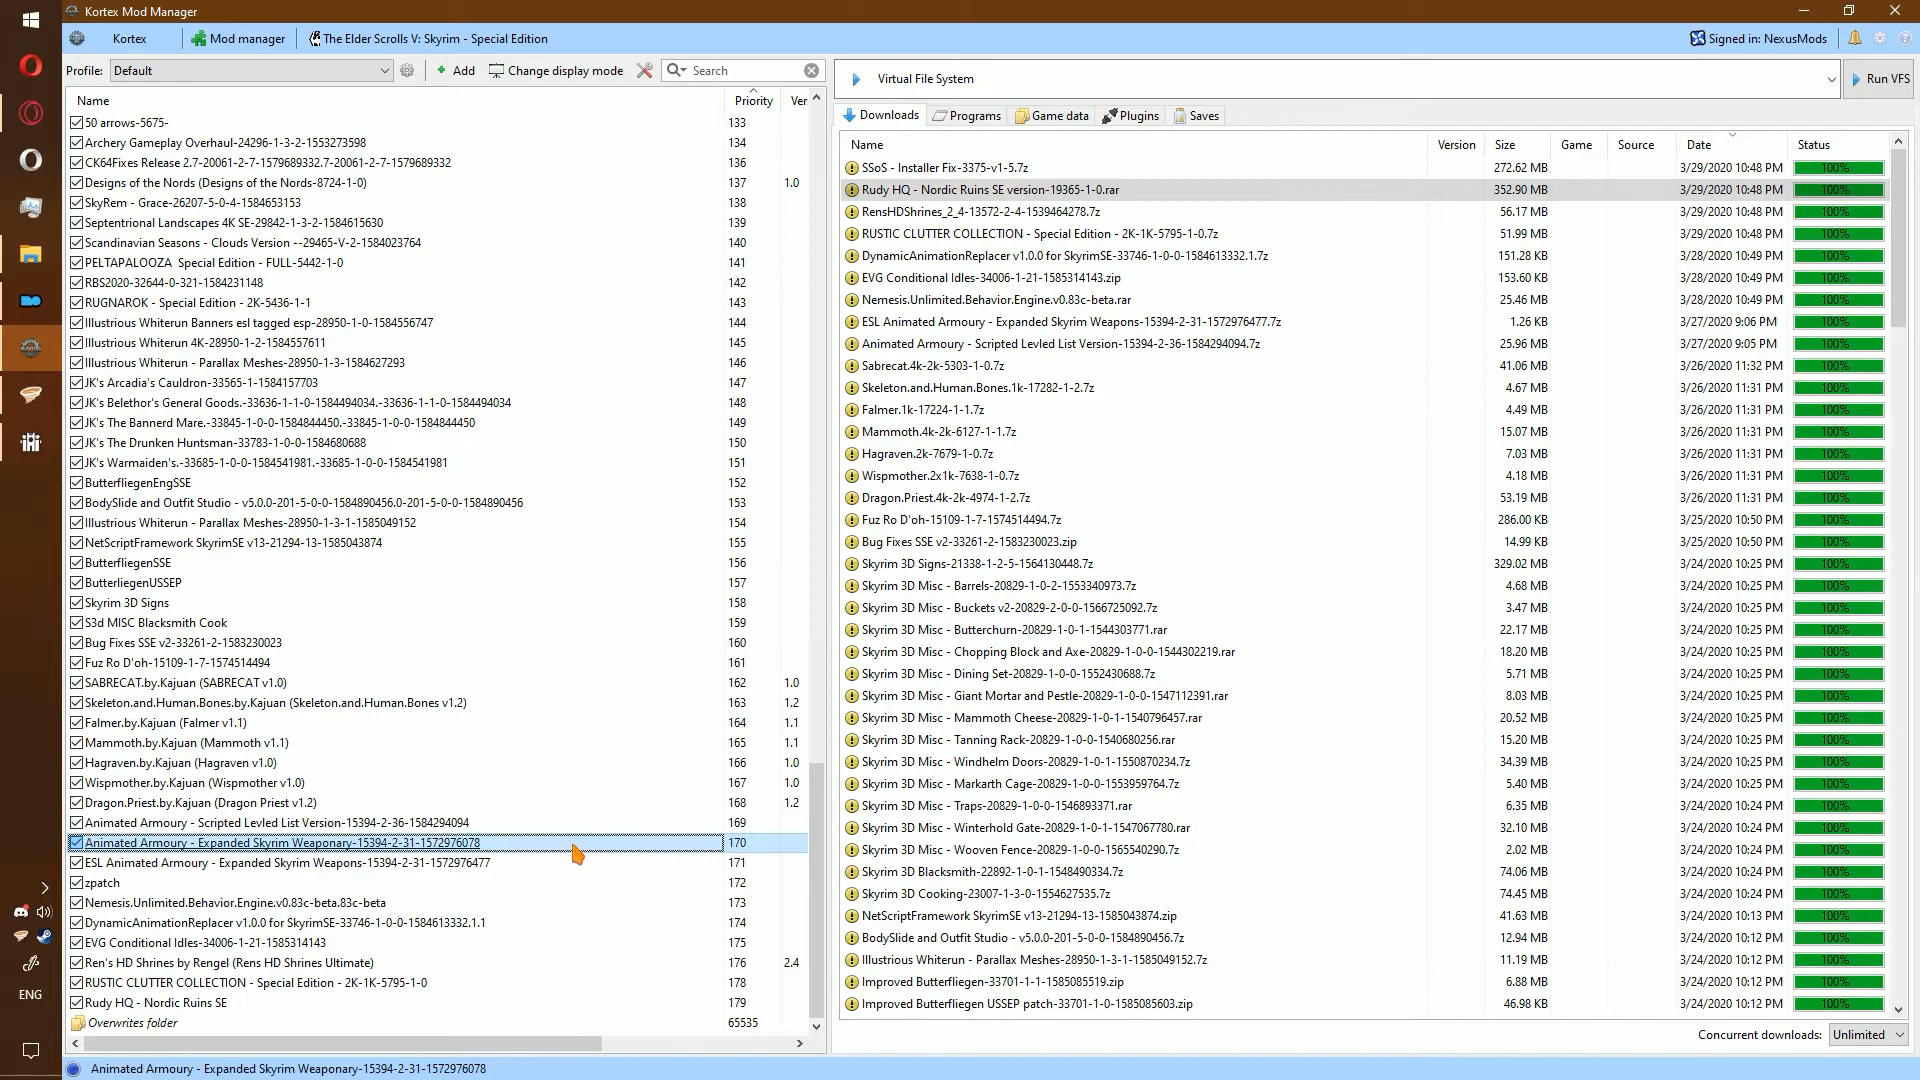 Kortex Mod Manager
Kortex
Mod manager
The Elder Scrolls V: Skyrim - Special Edition
Signed in: NexusMods
Profile:
Default
Add
Change display mode
Search
Virtual File System
Run VFS
Name Priority Ver
50 arrows-5675- 133
Archery Gameplay Overhaul-24296-1-3-2-1553273598 134
CK64Fixes Release 2.7-20061-2-7-1579689332.7-20061-2-7-1579689332 136
Designs of the Nords (Designs of the Nords-8724-1-0) 137 1.0
SkyRem - Grace-26207-5-0-4-1584653153 138
Septentrional Landscapes 4K SE-29842-1-3-2-1584615630 139
Scandinavian Seasons - Clouds Version --29465-V-2-1584023764 140
PELTAPALOOZA  Special Edition - FULL-5442-1-0 141
RBS2020-32644-0-321-1584231148 142
RUGNAROK - Special Edition - 2K-5436-1-1 143
Illustrious Whiterun Banners esl tagged esp-28950-1-0-1584556747 144
Illustrious Whiterun 4K-28950-1-2-1584557611 145
Illustrious Whiterun - Parallax Meshes-28950-1-3-1584627293 146
JK's Arcadia's Cauldron-33565-1-1584157703 147
JK's Belethor's General Goods.-33636-1-1-0-1584494034.-33636-1-1-0-1584494034 148
JK's The Bannerd Mare.-33845-1-0-0-1584844450.-33845-1-0-0-1584844450 149
JK's The Drunken Huntsman-33783-1-0-0-1584680688 150
JK's Warmaiden's.-33685-1-0-0-1584541981.-33685-1-0-0-1584541981 151
ButterfliegenEngSSE 152
BodySlide and Outfit Studio - v5.0.0-201-5-0-0-1584890456.0-201-5-0-0-1584890456 153
Illustrious Whiterun - Parallax Meshes-28950-1-3-1-1585049152 154
NetScriptFramework SkyrimSE v13-21294-13-1585043874 155
ButterfliegenSSE 156
ButterliegenUSSEP 157
Skyrim 3D Signs 158
S3d MISC Blacksmith Cook 159
Bug Fixes SSE v2-33261-2-1583230023 160
Fuz Ro D'oh-15109-1-7-1574514494 161
SABRECAT.by.Kajuan (SABRECAT v1.0) 162 1.0
Skeleton.and.Human.Bones.by.Kajuan (Skeleton.and.Human.Bones v1.2) 163 1.2
Falmer.by.Kajuan (Falmer v1.1) 164 1.1
Mammoth.by.Kajuan (Mammoth v1.1) 165 1.1
Hagraven.by.Kajuan (Hagraven v1.0) 166 1.0
Wispmother.by.Kajuan (Wispmother v1.0) 167 1.0
Dragon.Priest.by.Kajuan (Dragon Priest v1.2) 168 1.2
Animated Armoury - Scripted Levled List Version-15394-2-36-1584294094 169
Animated Armoury - Expanded Skyrim Weaponary-15394-2-31-1572976078 170
ESL Animated Armoury - Expanded Skyrim Weapons-15394-2-31-1572976477 171
zpatch 172
Nemesis.Unlimited.Behavior.Engine.v0.83c-beta.83c-beta 173
DynamicAnimationReplacer v1.0.0 for SkyrimSE-33746-1-0-0-1584613332.1.1 174
EVG Conditional Idles-34006-1-21-1585314143 175
Ren's HD Shrines by Rengel (Rens HD Shrines Ultimate) 176 2.4
RUSTIC CLUTTER COLLECTION - Special Edition - 2K-1K-5795-1-0 178
Rudy HQ - Nordic Ruins SE 179
Overwrites folder 65535
Downloads Programs Game data Plugins Saves
Name Version Size Game Source Date Status
SSoS - Installer Fix-3375-v1-5.7z 272.62 MB 3/29/2020 10:48 PM 100%
Rudy HQ - Nordic Ruins SE version-19365-1-0.rar 352.90 MB 3/29/2020 10:48 PM 100%
RensHDShrines_2_4-13572-2-4-1539464278.7z 56.17 MB 3/29/2020 10:48 PM 100%
RUSTIC CLUTTER COLLECTION - Special Edition - 2K-1K-5795-1-0.7z 51.99 MB 3/29/2020 10:48 PM 100%
DynamicAnimationReplacer v1.0.0 for SkyrimSE-33746-1-0-0-1584613332.1.7z 151.28 KB 3/28/2020 10:49 PM 100%
EVG Conditional Idles-34006-1-21-1585314143.zip 153.60 KB 3/28/2020 10:49 PM 100%
Nemesis.Unlimited.Behavior.Engine.v0.83c-beta.rar 25.46 MB 3/28/2020 10:49 PM 100%
ESL Animated Armoury - Expanded Skyrim Weapons-15394-2-31-1572976477.7z 1.26 KB 3/27/2020 9:06 PM 100%
Animated Armoury - Scripted Levled List Version-15394-2-36-1584294094.7z 25.96 MB 3/27/2020 9:05 PM 100%
Sabrecat.4k-2k-5303-1-0.7z 41.06 MB 3/26/2020 11:32 PM 100%
Skeleton.and.Human.Bones.1k-17282-1-2.7z 4.67 MB 3/26/2020 11:31 PM 100%
Falmer.1k-17224-1-1.7z 4.49 MB 3/26/2020 11:31 PM 100%
Mammoth.4k-2k-6127-1-1.7z 15.07 MB 3/26/2020 11:31 PM 100%
Hagraven.2k-7679-1-0.7z 7.03 MB 3/26/2020 11:31 PM 100%
Wispmother.2x1k-7638-1-0.7z 4.18 MB 3/26/2020 11:31 PM 100%
Dragon.Priest.4k-2k-4974-1-2.7z 53.19 MB 3/26/2020 11:31 PM 100%
Fuz Ro D'oh-15109-1-7-1574514494.7z 286.00 KB 3/25/2020 10:50 PM 100%
Bug Fixes SSE v2-33261-2-1583230023.zip 14.99 KB 3/25/2020 10:50 PM 100%
Skyrim 3D Signs-21338-1-2-5-1564130448.7z 329.02 MB 3/24/2020 10:25 PM 100%
Skyrim 3D Misc - Barrels-20829-1-0-2-1553340973.7z 4.68 MB 3/24/2020 10:25 PM 100%
Skyrim 3D Misc - Buckets v2-20829-2-0-0-1566725092.7z 3.47 MB 3/24/2020 10:25 PM 100%
Skyrim 3D Misc - Butterchurn-20829-1-0-1-1544303771.rar 22.17 MB 3/24/2020 10:25 PM 100%
Skyrim 3D Misc - Chopping Block and Axe-20829-1-0-0-1544302219.rar 18.20 MB 3/24/2020 10:25 PM 100%
Skyrim 3D Misc - Dining Set-20829-1-0-0-1552430688.7z 5.71 MB 3/24/2020 10:25 PM 100%
Skyrim 3D Misc - Giant Mortar and Pestle-20829-1-0-0-1547112391.rar 8.03 MB 3/24/2020 10:25 PM 100%
Skyrim 3D Misc - Mammoth Cheese-20829-1-0-1-1540796457.rar 20.52 MB 3/24/2020 10:25 PM 100%
Skyrim 3D Misc - Tanning Rack-20829-1-0-0-1540680256.rar 15.20 MB 3/24/2020 10:25 PM 100%
Skyrim 3D Misc - Windhelm Doors-20829-1-0-1-1550870234.7z 34.39 MB 3/24/2020 10:25 PM 100%
Skyrim 3D Misc - Markarth Cage-20829-1-0-0-1553959764.7z 5.40 MB 3/24/2020 10:25 PM 100%
Skyrim 3D Misc - Traps-20829-1-0-0-1546893371.rar 6.35 MB 3/24/2020 10:24 PM 100%
Skyrim 3D Misc - Winterhold Gate-20829-1-0-1-1547067780.rar 32.10 MB 3/24/2020 10:24 PM 100%
Skyrim 3D Misc - Wooven Fence-20829-1-0-0-1565540290.7z 2.02 MB 3/24/2020 10:24 PM 100%
Skyrim 3D Blacksmith-22892-1-0-1-1548490334.7z 74.06 MB 3/24/2020 10:24 PM 100%
Skyrim 3D Cooking-23007-1-3-0-1554627535.7z 74.45 MB 3/24/2020 10:24 PM 100%
NetScriptFramework SkyrimSE v13-21294-13-1585043874.zip 41.63 MB 3/24/2020 10:13 PM 100%
BodySlide and Outfit Studio - v5.0.0-201-5-0-0-1584890456.7z 12.94 MB 3/24/2020 10:12 PM 100%
Illustrious Whiterun - Parallax Meshes-28950-1-3-1-1585049152.7z 11.19 MB 3/24/2020 10:12 PM 100%
Improved Butterfliegen-33701-1-1-1585085519.zip 6.88 MB 3/24/2020 10:12 PM 100%
Improved Butterfliegen USSEP patch-33701-1-0-1585085603.zip 46.98 KB 3/24/2020 10:12 PM 100%
Concurrent downloads: Unlimited
ENG
Animated Armoury - Expanded Skyrim Weaponary-15394-2-31-1572976078